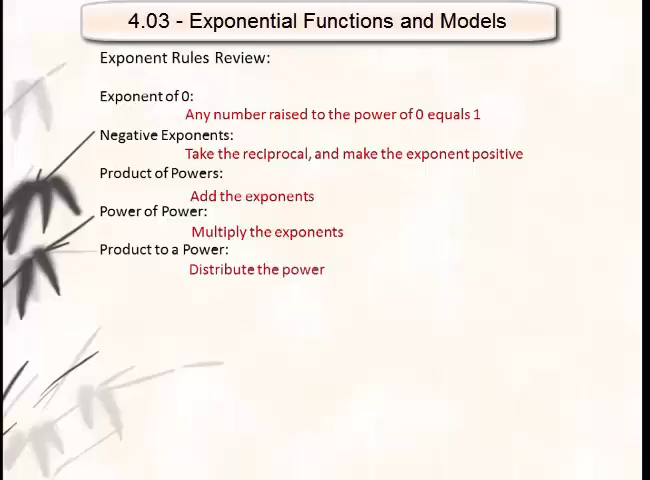 4.03 - Exponential Functions and Models
Exponent Rules Review:
Exponent of 0:
Any number raised to the power of 0 equals 1
Negative Exponents:
Take the reciprocal, and make the exponent positive
Product of Powers:
Add the exponents
Power of Power:
Multiply the exponents
Product to a Power:
Distribute the power